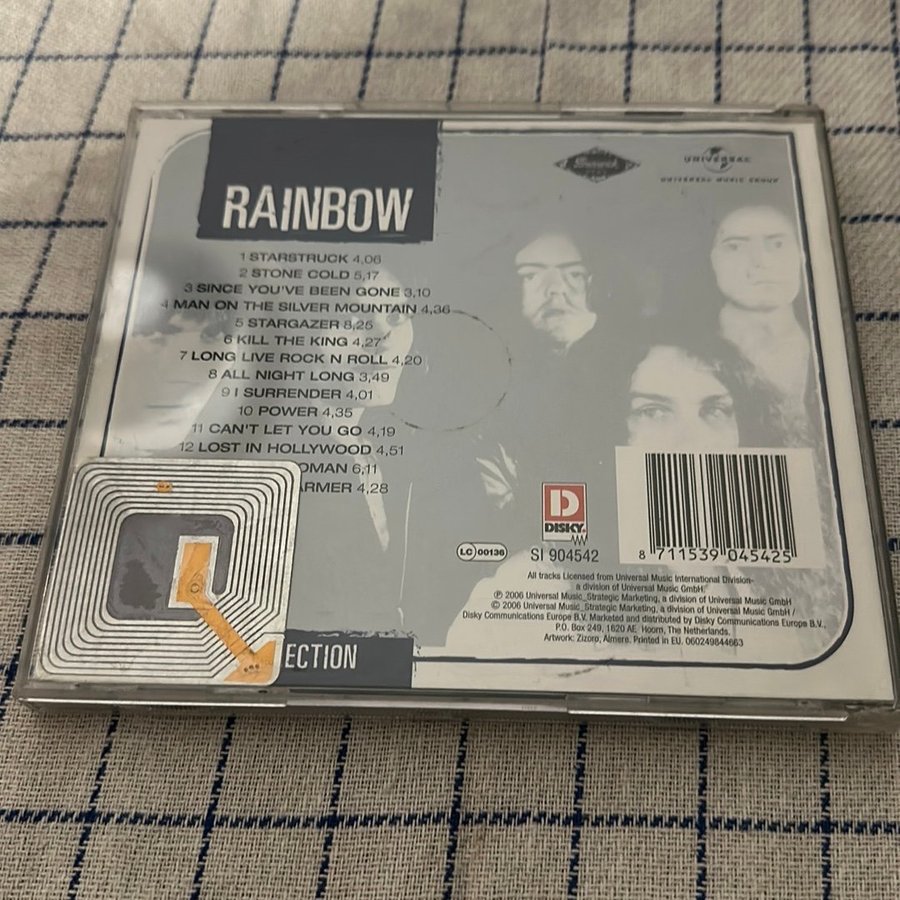 RAINBOW
UNIVERSAL
UNIVERSAL MUSIC GROUP
1 STARSTRUCK 4,06
2 STONE COLD 5,17
3 SINCE YOU'VE BEEN GONE 3,10
4 MAN ON THE SILVER MOUNTAIN 4,36
5 STARGAZER 8,25
6 KILL THE KING 4,27
7 LONG LIVE ROCK N ROLL 4,20
8 ALL NIGHT LONG 3,49
9 I SURRENDER 4,01
10 POWER 4,35
11 CAN'T LET YOU GO 4,19
12 LOST IN HOLLYWOOD 4,51
OMAN 6,11
ARMER 4,28
D
DISKY
LC 00136
SI 904542
8 711539 045425
All tracks Licensed from Universal Music International Division-
a division of Universal Music GmbH.
℗ 2006 Universal Music_Strategic Marketing, a division of Universal Music GmbH
© 2006 Universal Music_Strategic Marketing, a division of Universal Music GmbH /
Disky Communications Europe B.V. Marketed and distributed by Disky Communications Europe B.V.,
P.O. Box 249, 1620 AE, Hoorn, The Netherlands.
Artwork: Zizorp, Almere. Printed in EU. 060249844663
ECTION